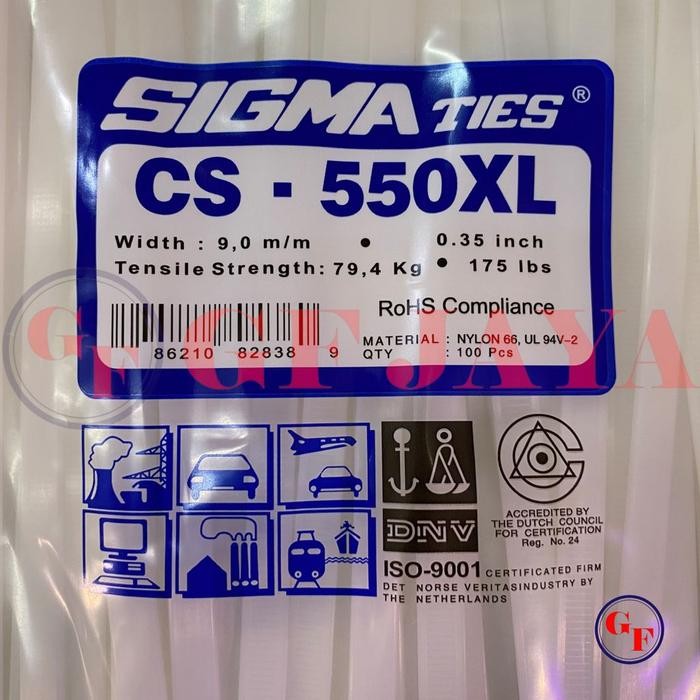 SIGMA TIES ®
CS - 550XL
Width : 9,0 m/m • 0.35 inch
Tensile Strength: 79,4 Kg • 175 lbs
RoHS Compliance
86210 82838 9
MATERIAL : NYLON 66, UL 94V-2
QTY : 100 Pcs
GF GF JAYA
DNV
ISO-9001 CERTIFIED FIRM
DET NORSE VERITASINDUSTRY BY
THE NETHERLANDS
ACCREDITED BY
THE DUTCH COUNCIL
FOR CERTIFICATION
Reg. No. 24
GF